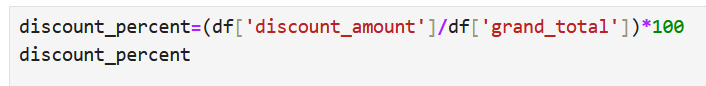 discount_percent=(df['discount_amount']/df['grand_total'])*100
discount_percent